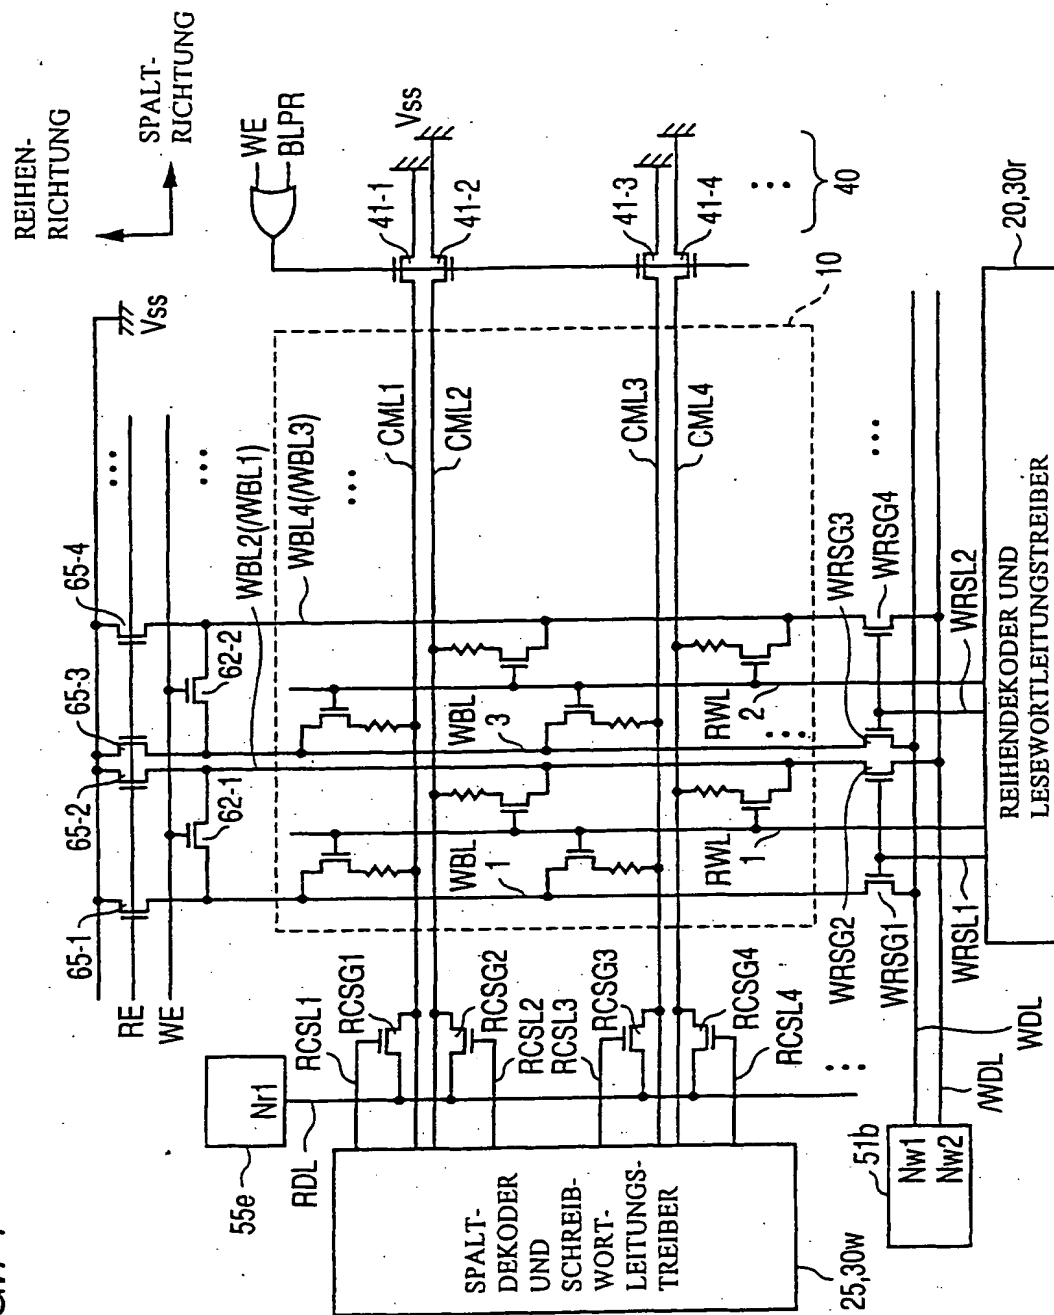 REIHEN-
RICHTUNG
SPALT-
RICHTUNG
WE
BLPR
Vss
41-1
41-2
41-3
41-4
40
20,30r
10
Vss
CML1
CML2
CML3
CML4
WBL4(/WBL3)
WBL2(/WBL1)
65-1
65-2
65-3
65-4
62-1
62-2
RE
WE
WBL
1
WBL
3
RWL
1
RWL
2
WRSG1
WRSG2
WRSG3
WRSG4
WRSL1
WRSL2
REIHENDEKODER UND
LESEWORTLEITUNGSTREIBER
WDL
/WDL
51b
Nw1
Nw2
55e
Nr1
RDL
RCSL1
RCSG1
RCSG2
RCSL2
RCSL3
RCSG3
RCSG4
RCSL4
SPALT-
DEKODER
UND
SCHREIB-
WORT-
LEITUNGS-
TREIBER
25,30w